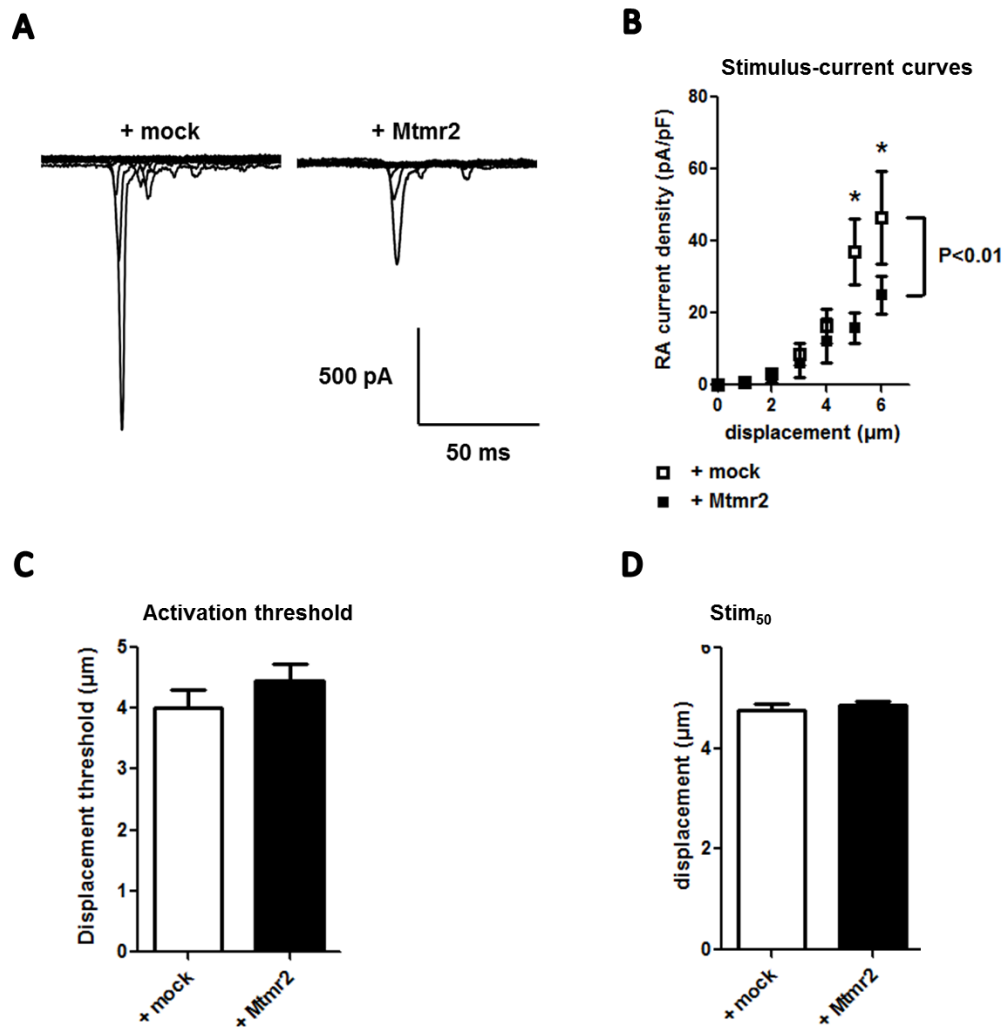 A
+ mock
+ Mtmr2
500 pA
50 ms
B
Stimulus-current curves
RA current density (pA/pF)
80
60
40
20
0
0 2 4 6
displacement (µm)
* *
P<0.01
+ mock
+ Mtmr2
C
Activation threshold
Displacement threshold (µm)
5
4
3
2
1
0
+ mock
+ Mtmr2
D
Stim₅₀
displacement (µm)
6
4
2
0
+ mock
+ Mtmr2